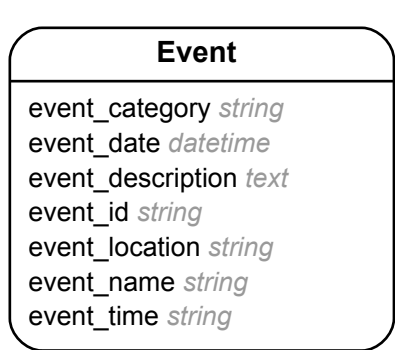 Event
event_category string
event_date datetime
event_description text
event_id string
event_location string
event_name string
event_time string